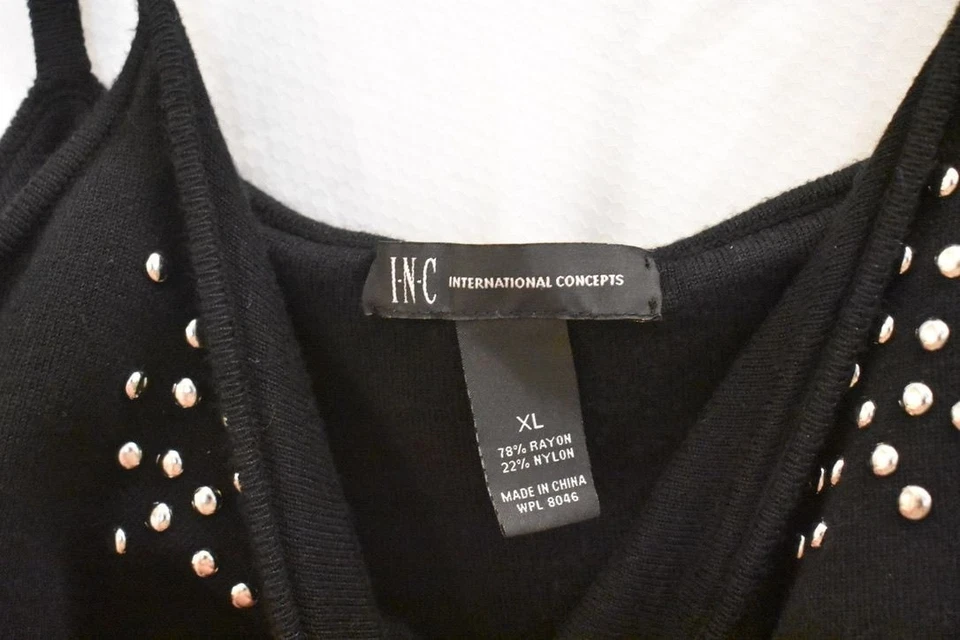 I·N·C INTERNATIONAL CONCEPTS
XL
78% RAYON
22% NYLON
MADE IN CHINA
WPL 8046